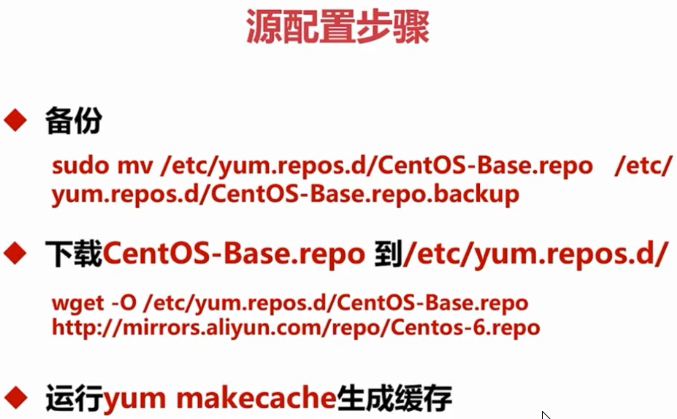 源配置步骤
◆ 备份
sudo mv /etc/yum.repos.d/CentOS-Base.repo /etc/
yum.repos.d/CentOS-Base.repo.backup
◆ 下载CentOS-Base.repo 到/etc/yum.repos.d/
wget -O /etc/yum.repos.d/CentOS-Base.repo
http://mirrors.aliyun.com/repo/Centos-6.repo
◆ 运行yum makecache生成缓存